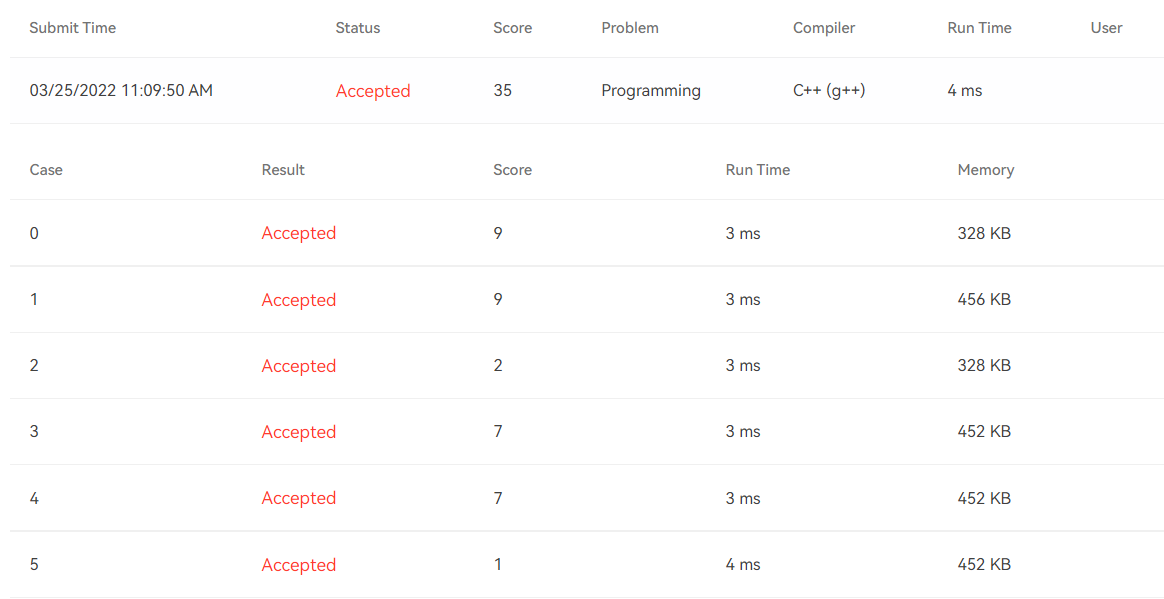 Submit Time Status Score Problem Compiler Run Time User
03/25/2022 11:09:50 AM Accepted 35 Programming C++ (g++) 4 ms
Case Result Score Run Time Memory
0 Accepted 9 3 ms 328 KB
1 Accepted 9 3 ms 456 KB
2 Accepted 2 3 ms 328 KB
3 Accepted 7 3 ms 452 KB
4 Accepted 7 3 ms 452 KB
5 Accepted 1 4 ms 452 KB